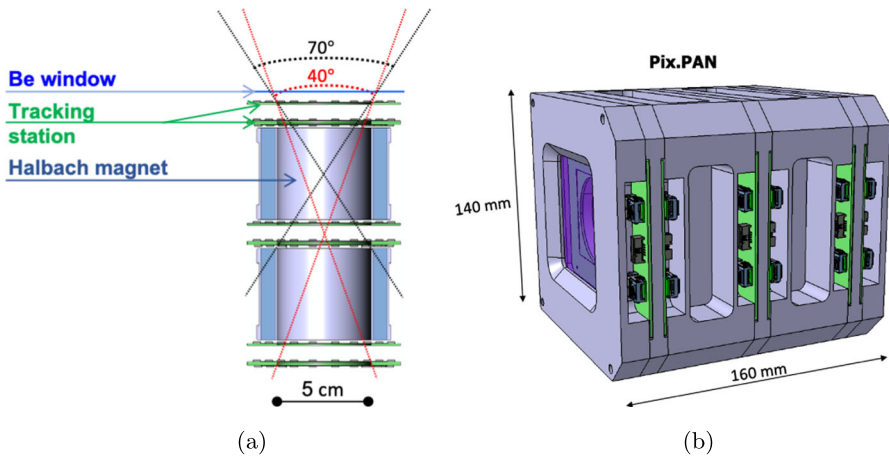 70°
40°
Be window
Tracking
station
Halbach magnet
5 cm
(a)
Pix.PAN
140 mm
160 mm
(b)